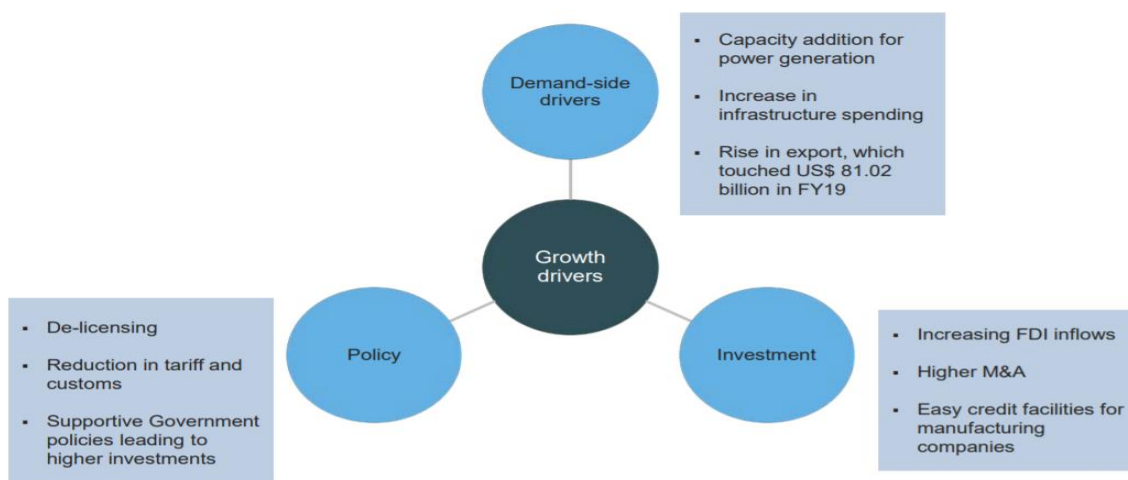 Demand-side
drivers
▪ Capacity addition for
power generation
▪ Increase in
infrastructure spending
▪ Rise in export, which
touched US$ 81.02
billion in FY19
Growth
drivers
Policy
▪ De-licensing
▪ Reduction in tariff and
customs
▪ Supportive Government
policies leading to
higher investments
Investment
▪ Increasing FDI inflows
▪ Higher M&A
▪ Easy credit facilities for
manufacturing
companies